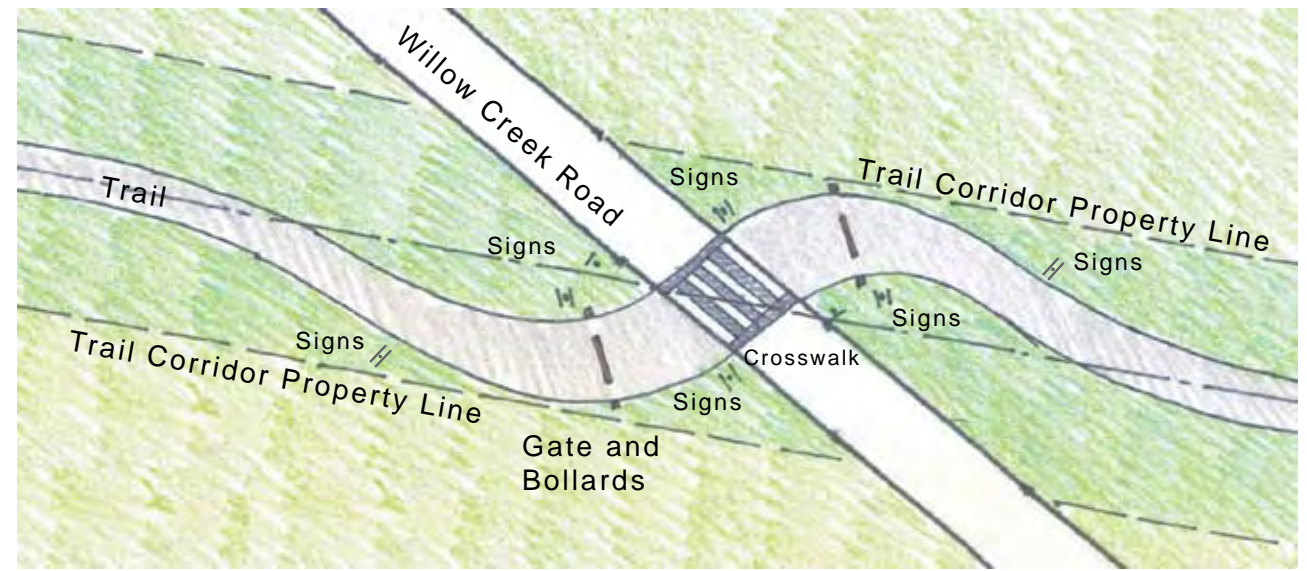 Willow Creek Road
Signs
Trail Corridor Property Line
Trail
Signs
Signs
Signs
Signs
Trail Corridor Property Line
Crosswalk
Signs
Gate and
Bollards